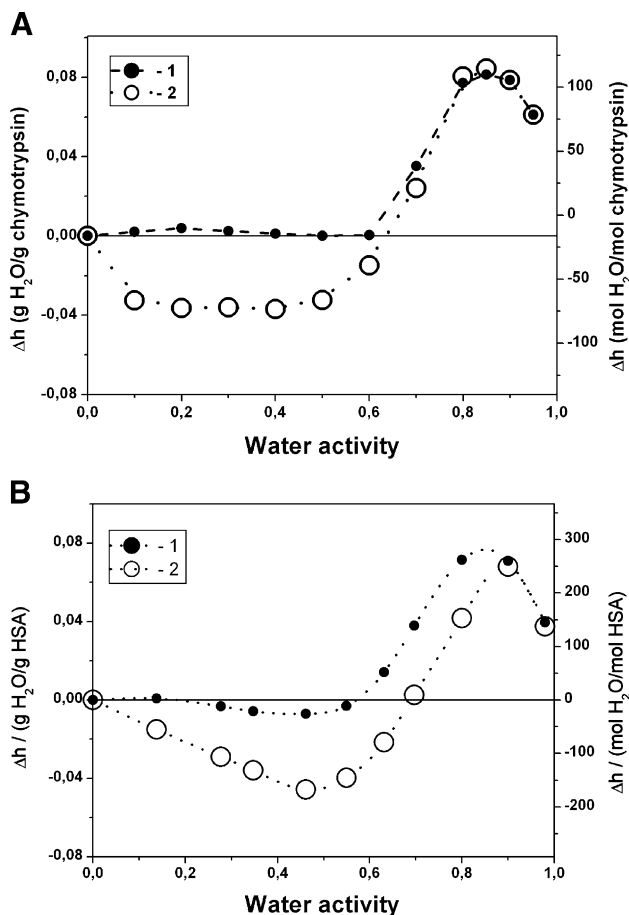 A
- 1
- 2
0,08
0,04
0,00
-0,04
-0,08
Δh (g H2O/g chymotrypsin)
100
50
0
-50
-100
Δh (mol H2O/mol chymotrypsin)
0,0 0,2 0,4 0,6 0,8 1,0
Water activity
B
- 1
- 2
0,08
0,04
0,00
-0,04
-0,08
Δh / (g H2O/g HSA)
300
200
100
0
-100
-200
Δh / (mol H2O/mol HSA)
0,0 0,2 0,4 0,6 0,8 1,0
Water activity